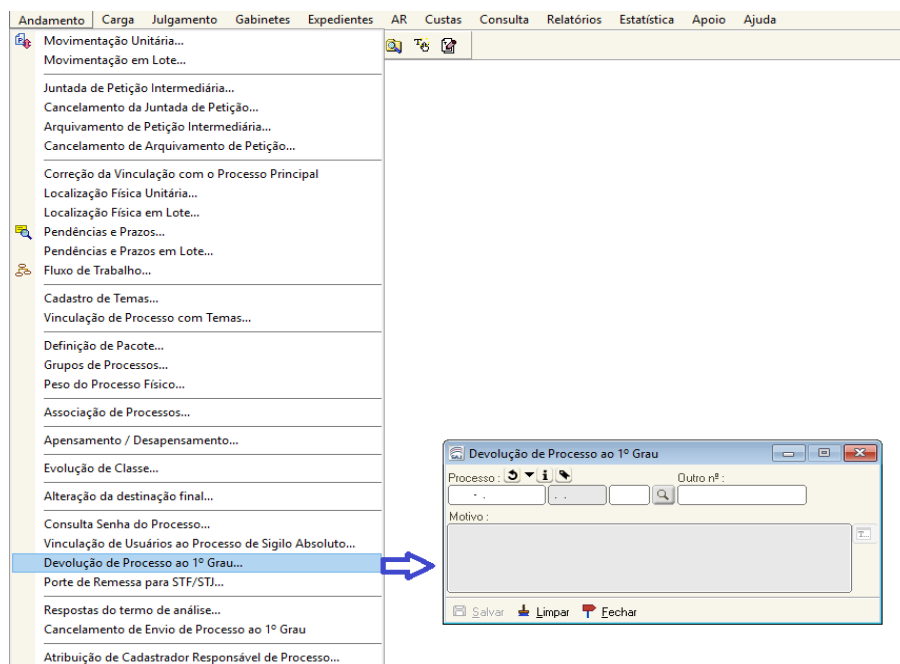 Andamento Carga Julgamento Gabinetes Expedientes AR Custas Consulta Relatórios Estatística Apoio Ajuda
Movimentação Unitária...
Movimentação em Lote...
Juntada de Petição Intermediária...
Cancelamento da Juntada de Petição...
Arquivamento de Petição Intermediária...
Cancelamento de Arquivamento de Petição...
Correção da Vinculação com o Processo Principal
Localização Física Unitária...
Localização Física em Lote...
Pendências e Prazos...
Pendências e Prazos em Lote...
Fluxo de Trabalho...
Cadastro de Temas...
Vinculação de Processo com Temas...
Definição de Pacote...
Grupos de Processos...
Peso do Processo Físico...
Associação de Processos...
Apensamento / Desapensamento...
Evolução de Classe...
Alteração da destinação final...
Consulta Senha do Processo...
Vinculação de Usuários ao Processo de Sigilo Absoluto...
Devolução de Processo ao 1º Grau...
Porte de Remessa para STF/STJ...
Respostas do termo de análise...
Cancelamento de Envio de Processo ao 1º Grau
Atribuição de Cadastrador Responsável de Processo...
Devolução de Processo ao 1º Grau
Processo : Outro nº :
- . . .
Motivo :
T...
Salvar Limpar Fechar